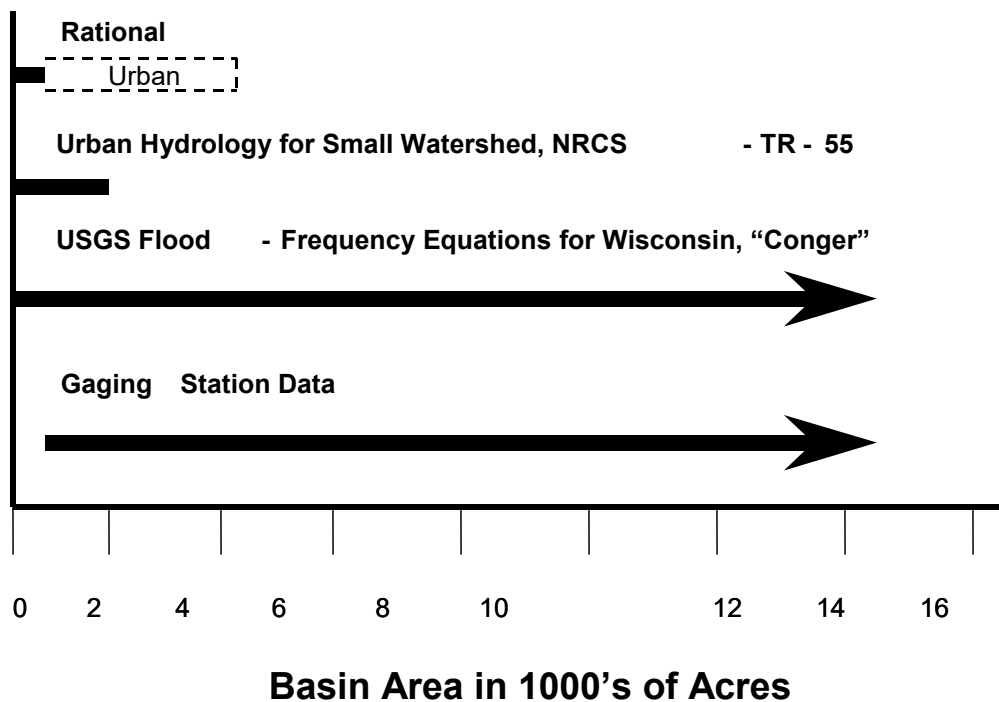 Rational
Urban
Urban Hydrology for Small Watershed, NRCS - TR - 55
USGS Flood - Frequency Equations for Wisconsin, “Conger”
Gaging Station Data
0 2 4 6 8 10 12 14 16
Basin Area in 1000’s of Acres